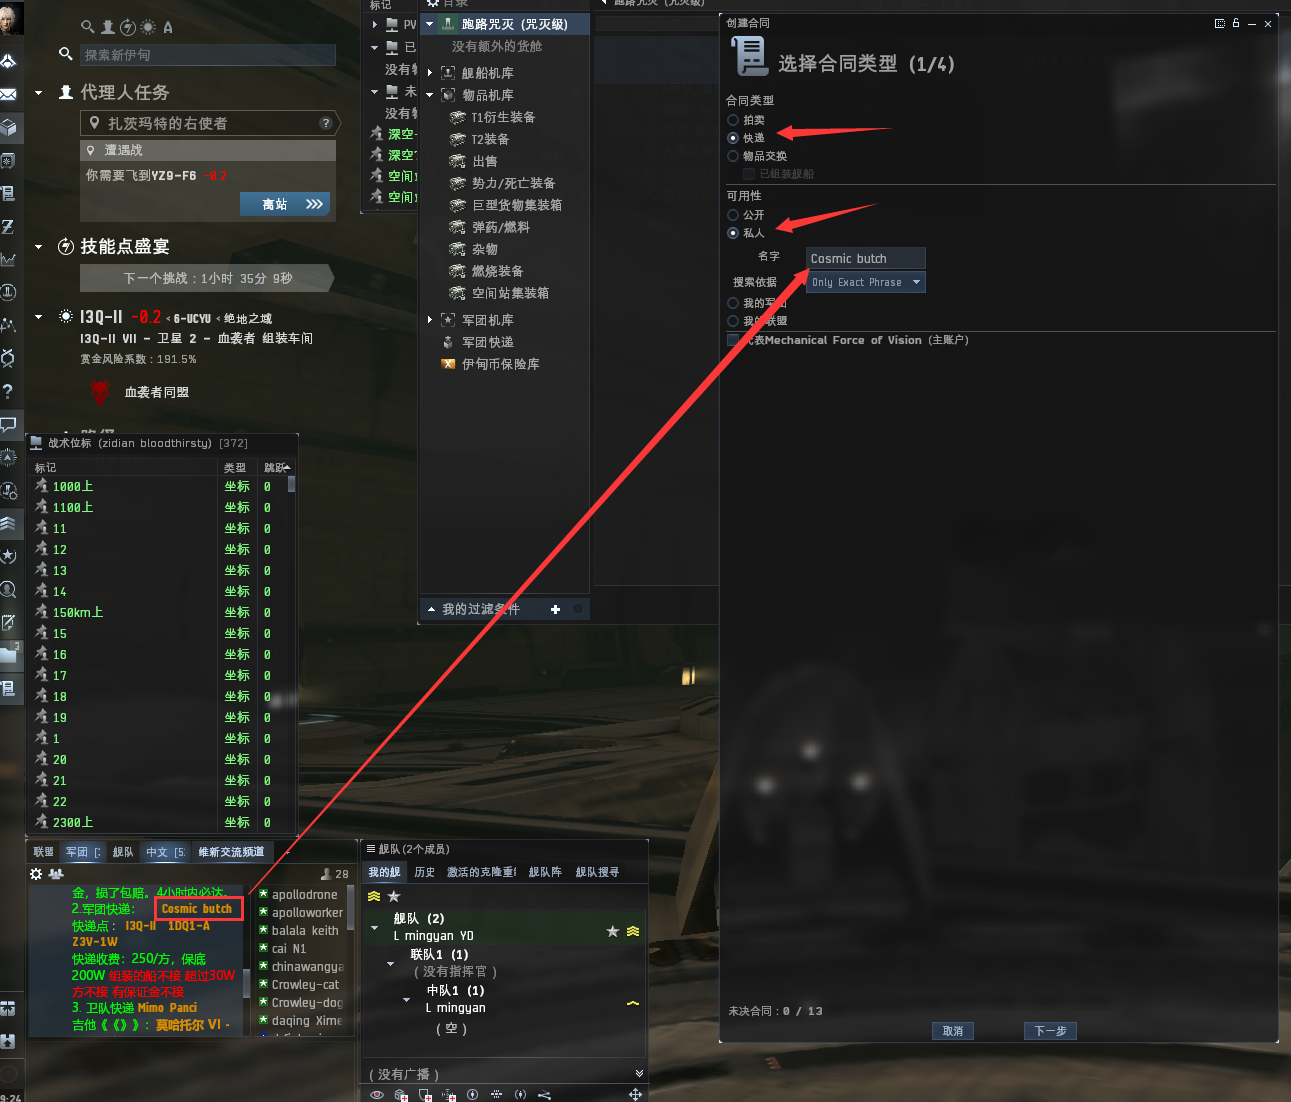 探索新伊甸
代理人任务
扎茨玛特的右使者
?
遭遇战
你需要飞到YZ9-F6 -0.2
离站 >>>
技能点盛宴
下一个挑战：1小时 35分 9秒
I3Q-II -0.2 < 6-UCYU < 绝地之域
I3Q-II VII - 卫星 2 - 血袭者 组装车间
赏金风险系数：191.5%
血袭者同盟
战术位标 (zidian bloodthirsty) [372]
标记 类型 跳跃
1000上 坐标 0
1100上 坐标 0
11 坐标 0
12 坐标 0
13 坐标 0
14 坐标 0
150km上 坐标 0
15 坐标 0
16 坐标 0
17 坐标 0
18 坐标 0
19 坐标 0
1 坐标 0
20 坐标 0
21 坐标 0
22 坐标 0
2300上 坐标 0
标记
PV
已
没有物
未
没有物
深空
深空
空间
空间
目录
跑路咒灭 (咒灭级)
没有额外的货舱
舰船机库
物品机库
T1衍生装备
T2装备
出售
势力/死亡装备
巨型货物集装箱
弹药/燃料
杂物
燃烧装备
空间站集装箱
军团机库
军团快递
伊甸币保险库
我的过滤条件
跑路咒灭 (咒灭级)
创建合同
选择合同类型 (1/4)
合同类型
拍卖
快递
物品交换
已组装舰船
可用性
公开
私人
名字 Cosmic butch
搜索依据 Only Exact Phrase
我的军团
我的联盟
代表Mechanical Force of Vision (主账户)
未决合同：0 / 13
取消 下一步
联盟 军团 [: 舰队 中文 [5: 维新交流频道
28
金，损了包赔。4小时内必达。
2.军团快递： Cosmic butch
快递点： I3Q-II 1DQ1-A
Z3V-1W
快递收费：250/方，保底
200W 组装的船不接 超过30W
方不接 有保证金不接
3. 卫队快递 Mimo Panci
吉他《《》》：莫哈托尔 VI -
apollodrone
apolloworker
balala keith
cai N1
chinawangya
Crowley-cat
Crowley-dog
daqing Xime
舰队(2个成员)
我的舰 历史 激活的克隆重 舰队阵 舰队搜寻
舰队 (2)
L mingyan YD
联队1 (1)
( 没有指挥官 )
中队1 (1)
L mingyan
( 空 )
( 没有广播 )
3
9:24